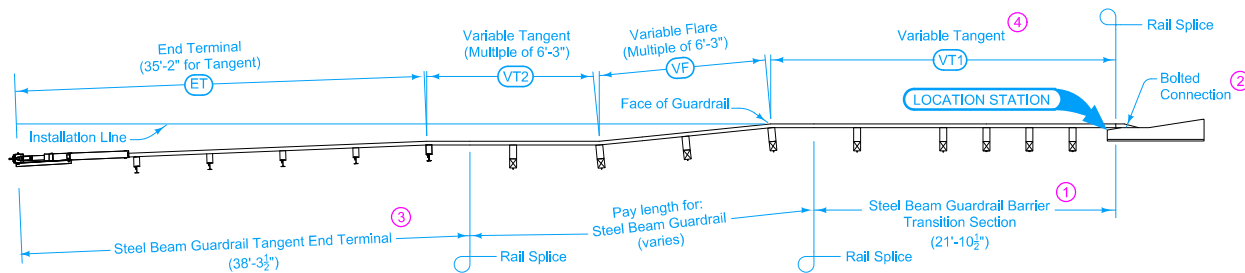 End Terminal
(35'-2" for Tangent)
ET
Variable Tangent
(Multiple of 6'-3")
VT2
Variable Flare
(Multiple of 6'-3")
VF
Variable Tangent
4
VT1
Rail Splice
Bolted
Connection
2
LOCATION STATION
Face of Guardrail
Installation LIne
Steel Beam Guardrail Tangent End Terminal
3
(38'-3½")
Rail Splice
Pay length for:
Steel Beam Guardrail
(varies)
Rail Splice
1
Steel Beam Guardrail Barrier
Transition Section
(21'-10½")